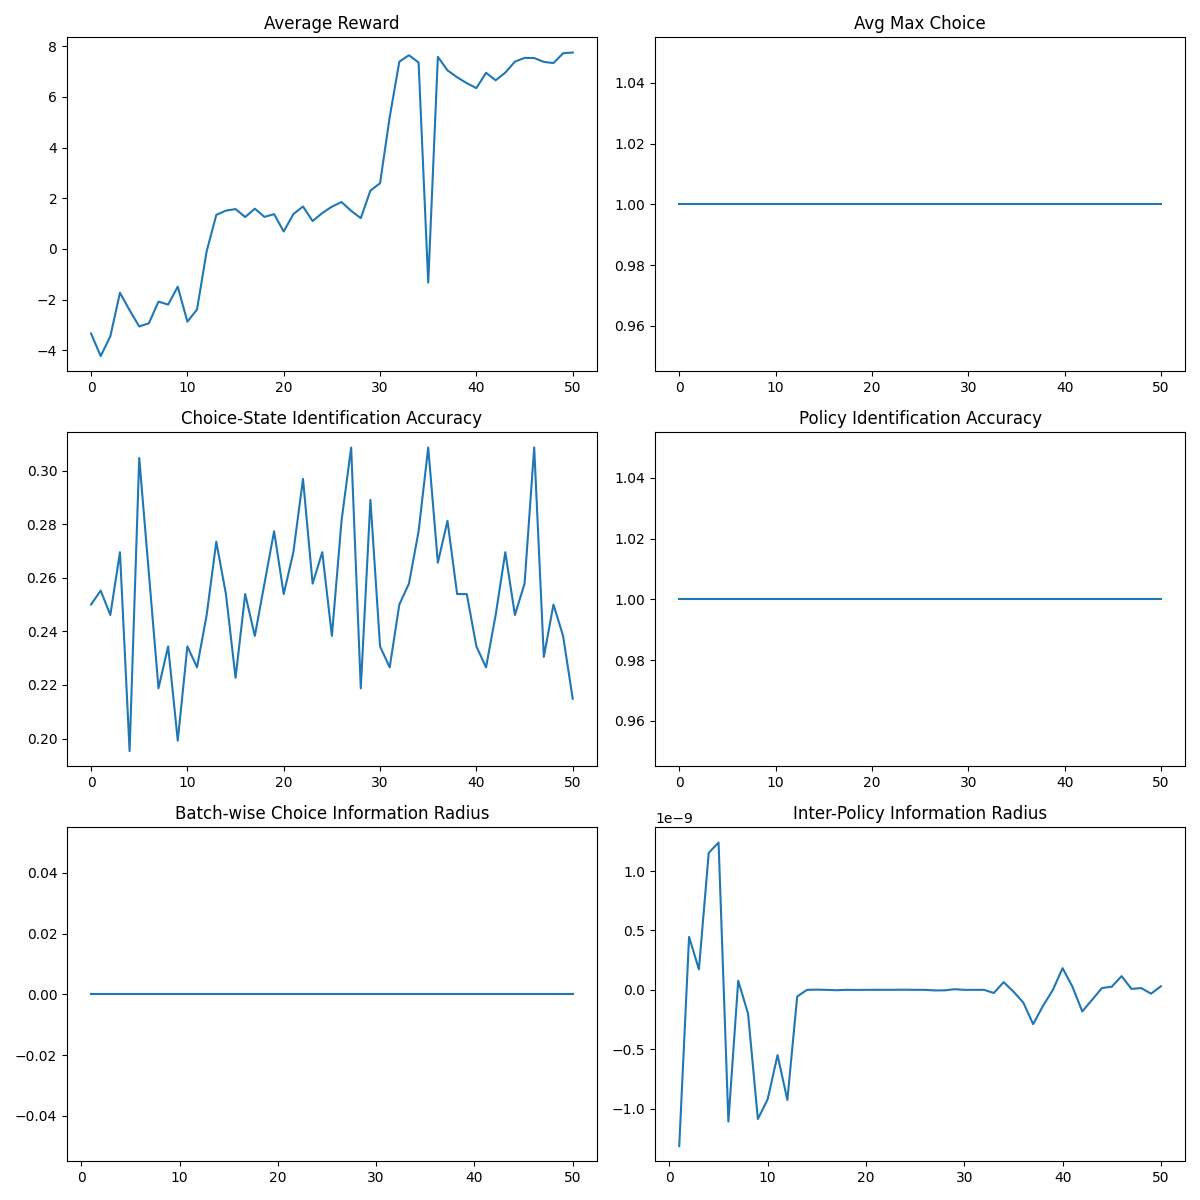 Average Reward
8
6
4
2
0
−2
−4
0 10 20 30 40 50
Avg Max Choice
1.04
1.02
1.00
0.98
0.96
0 10 20 30 40 50
Choice-State Identification Accuracy
0.30
0.28
0.26
0.24
0.22
0.20
0 10 20 30 40 50
Policy Identification Accuracy
1.04
1.02
1.00
0.98
0.96
0 10 20 30 40 50
Batch-wise Choice Information Radius
0.04
0.02
0.00
−0.02
−0.04
0 10 20 30 40 50
Inter-Policy Information Radius
1e−9
1.0
0.5
0.0
−0.5
−1.0
0 10 20 30 40 50